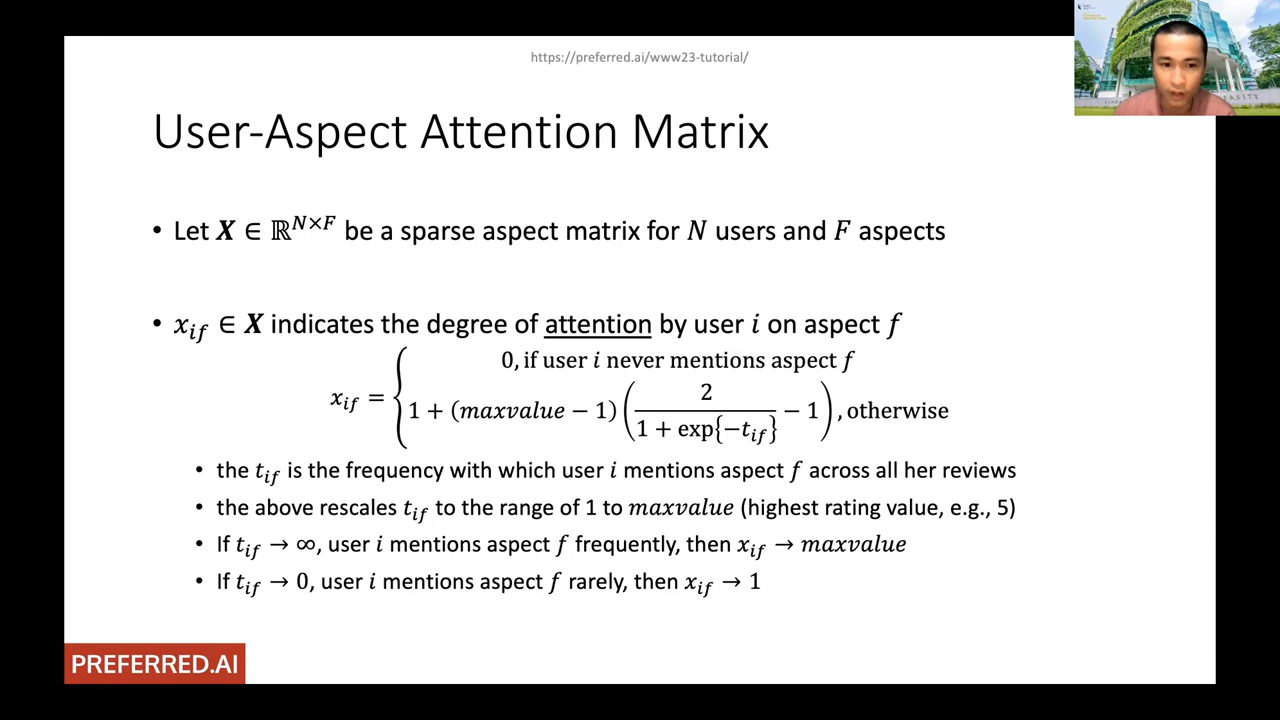 https://preferred.ai/www23-tutorial/
User-Aspect Attention Matrix
• Let X ∈ ℝ^{N×F} be a sparse aspect matrix for N users and F aspects
• x_{if} ∈ X indicates the degree of attention by user i on aspect f
x_{if} = { 0, if user i never mentions aspect f
1 + (maxvalue − 1) ( 2 / (1 + exp{−t_{if}}) − 1 ), otherwise
• the t_{if} is the frequency with which user i mentions aspect f across all her reviews
• the above rescales t_{if} to the range of 1 to maxvalue (highest rating value, e.g., 5)
• If t_{if} → ∞, user i mentions aspect f frequently, then x_{if} → maxvalue
• If t_{if} → 0, user i mentions aspect f rarely, then x_{if} → 1
PREFERRED.AI